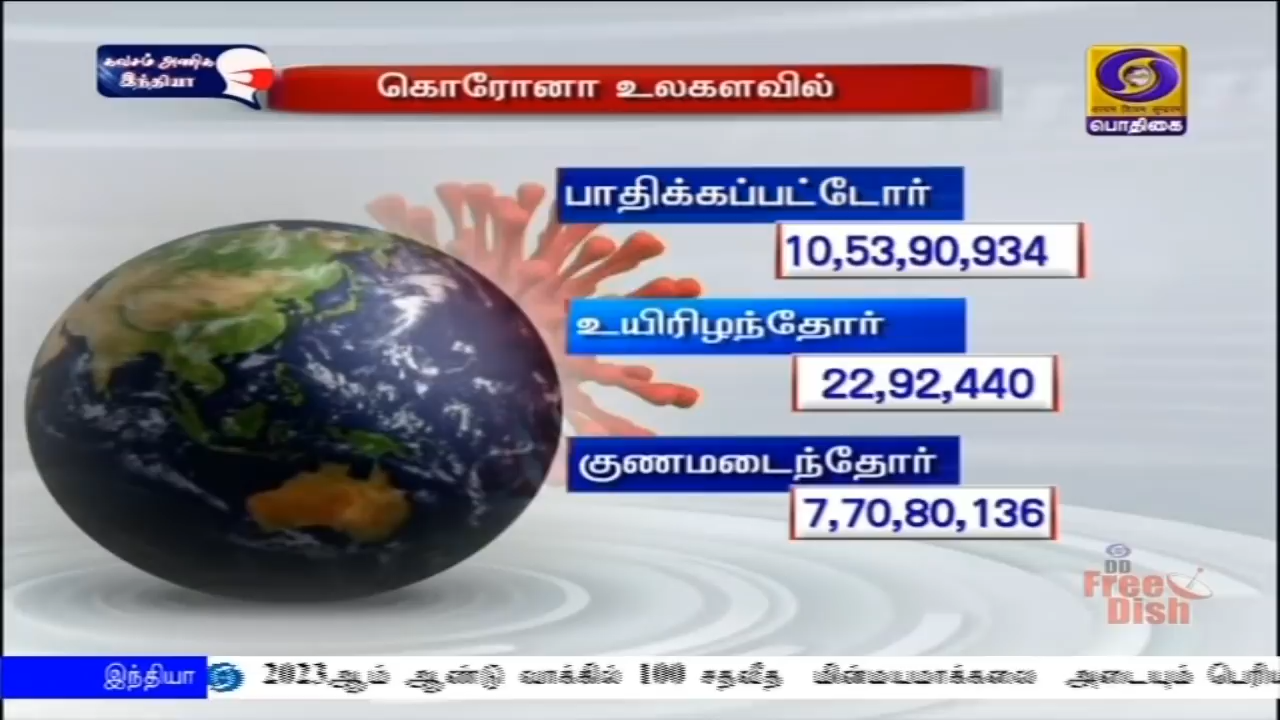 கவசம் அணிக
இந்தியா
கொரோனா உலகளவில்
பொதிகை
பாதிக்கப்பட்டோர்
10,53,90,934
உயிரிழந்தோர்
22,92,440
குணமடைந்தோர்
7,70,80,136
DD
Free
Dish
இந்தியா
2023ஆம் ஆண்டு வாக்கில் 100 சதவீத மின்மயமாக்கலை அடையும்